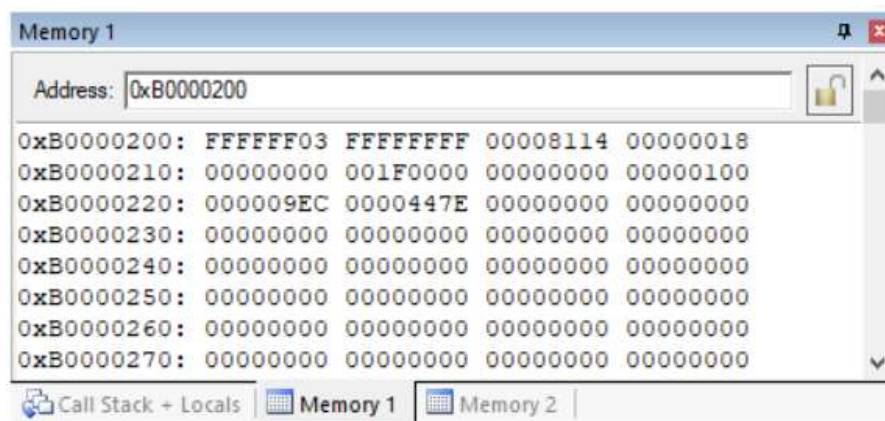 Memory 1
Address: 0xB0000200
0xB0000200: FFFFFF03 FFFFFFFF 00008114 00000018
0xB0000210: 00000000 001F0000 00000000 00000100
0xB0000220: 000009EC 0000447E 00000000 00000000
0xB0000230: 00000000 00000000 00000000 00000000
0xB0000240: 00000000 00000000 00000000 00000000
0xB0000250: 00000000 00000000 00000000 00000000
0xB0000260: 00000000 00000000 00000000 00000000
0xB0000270: 00000000 00000000 00000000 00000000
Call Stack + Locals Memory 1 Memory 2